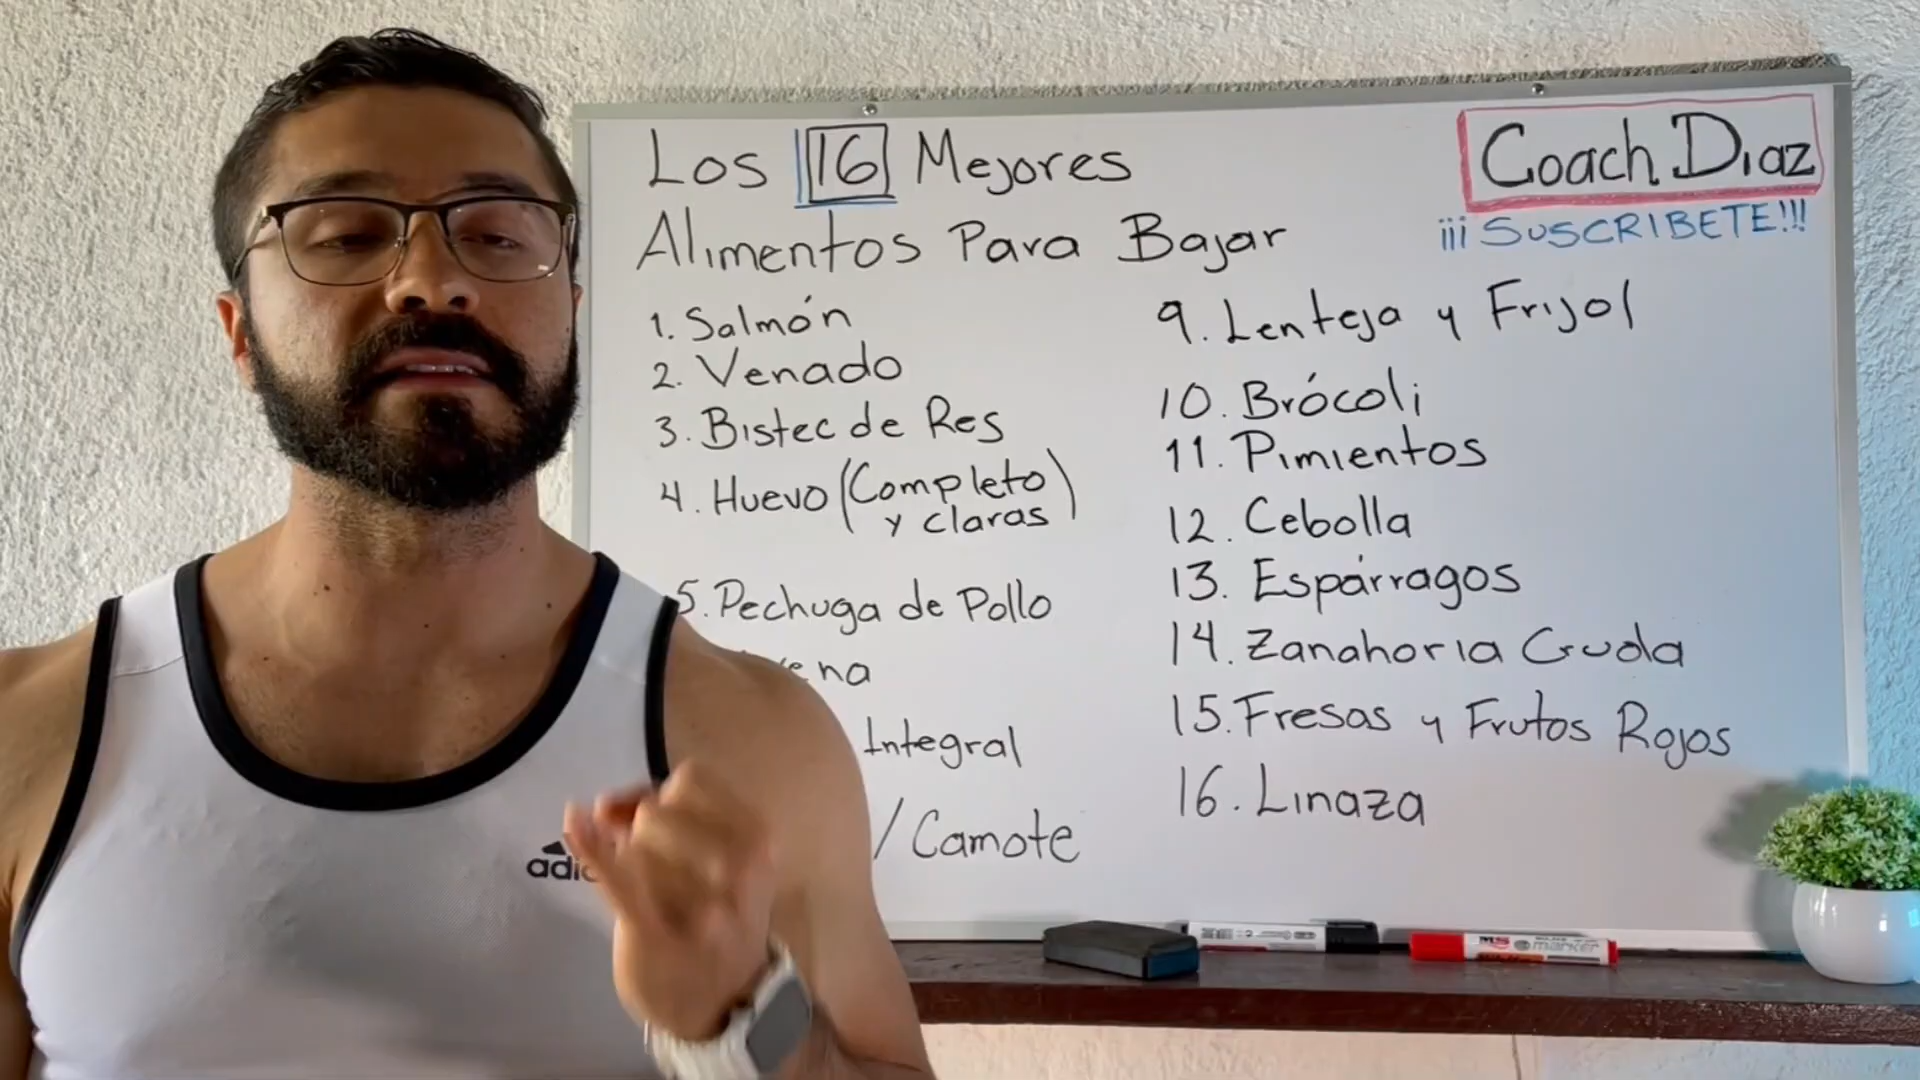 Los 16 Mejores
Alimentos Para Bajar
1. Salmón
2. Venado
3. Bistec de Res
4. Huevo (Completo
y claras)
5. Pechuga de Pollo
Integral
/ Camote
Coach Diaz
¡¡¡SUSCRIBETE!!!
9. Lenteja y Frijol
10. Brócoli
11. Pimientos
12. Cebolla
13. Espárragos
14. Zanahoria Cruda
15. Fresas y Frutos Rojos
16. Linaza
MS
marker